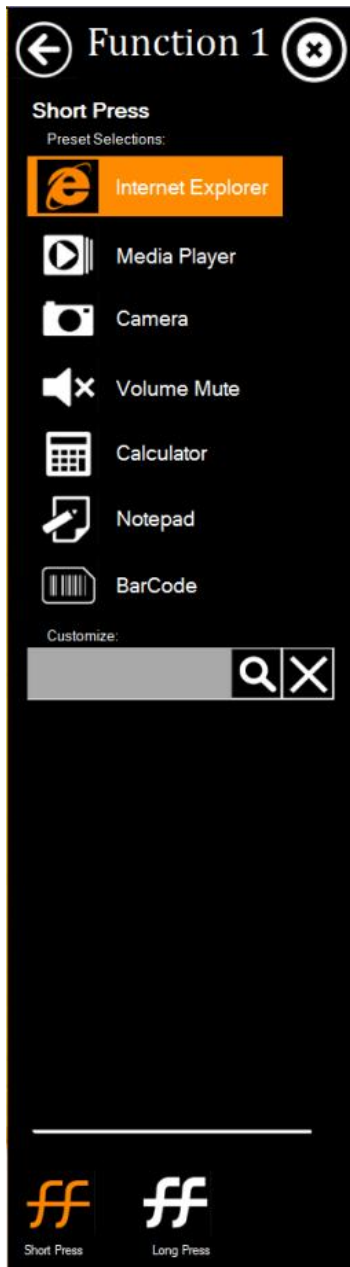 Function 1
Short Press
Preset Selections:
Internet Explorer
Media Player
Camera
Volume Mute
Calculator
Notepad
BarCode
Customize:
Short Press Long Press